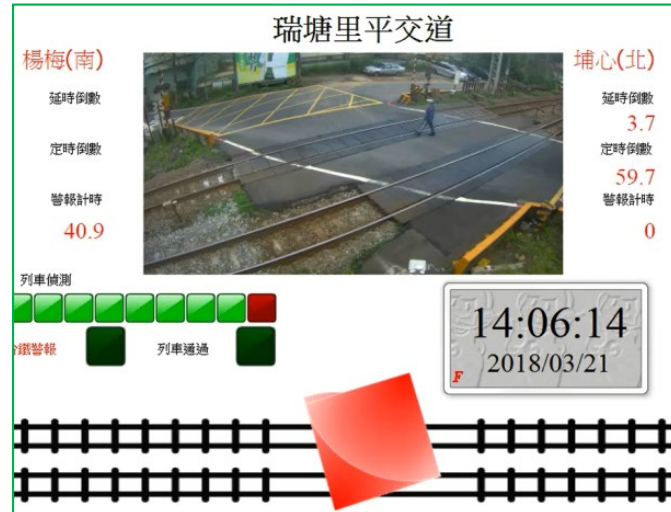 瑞塘里平交道
楊梅(南)
延時倒數
定時倒數
警報計時
40.9
埔心(北)
延時倒數
3.7
定時倒數
59.7
警報計時
0
列車偵測
鐵警報
列車通過
14:06:14
2018/03/21
F